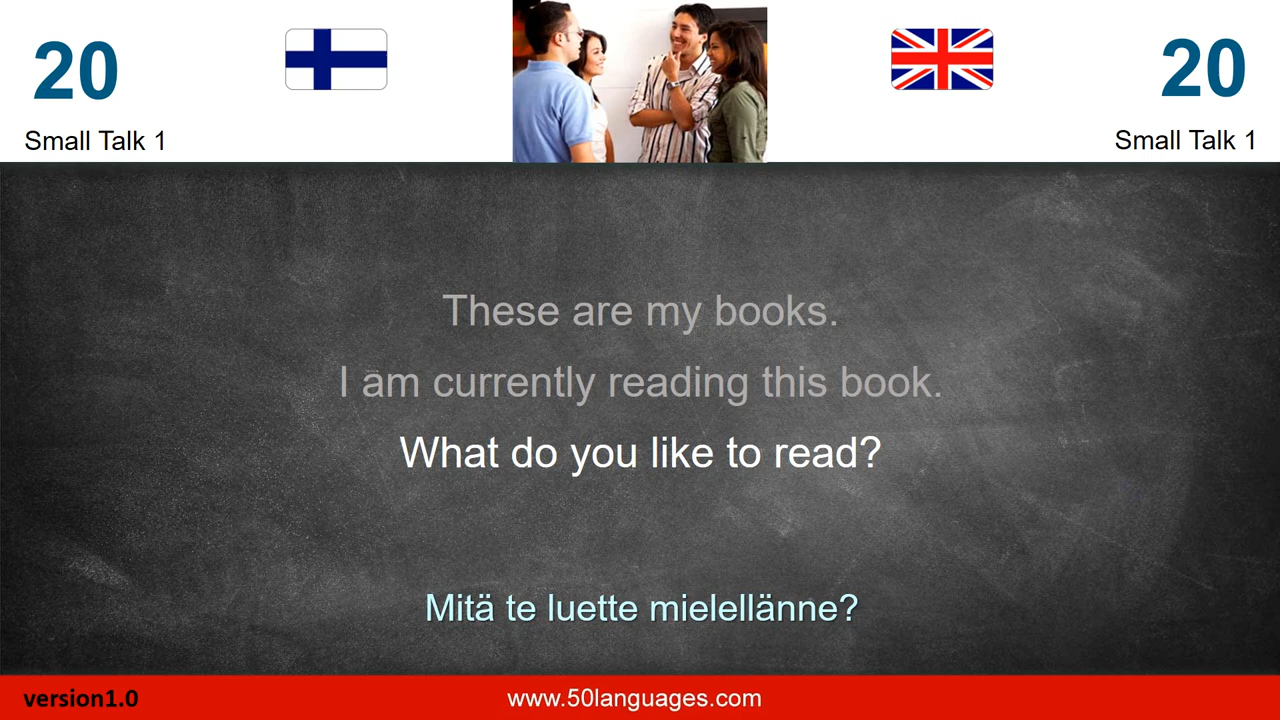 20
20
Small Talk 1
Small Talk 1
These are my books.
I am currently reading this book.
What do you like to read?
Mitä te luette mielellänne?
version1.0
www.50languages.com